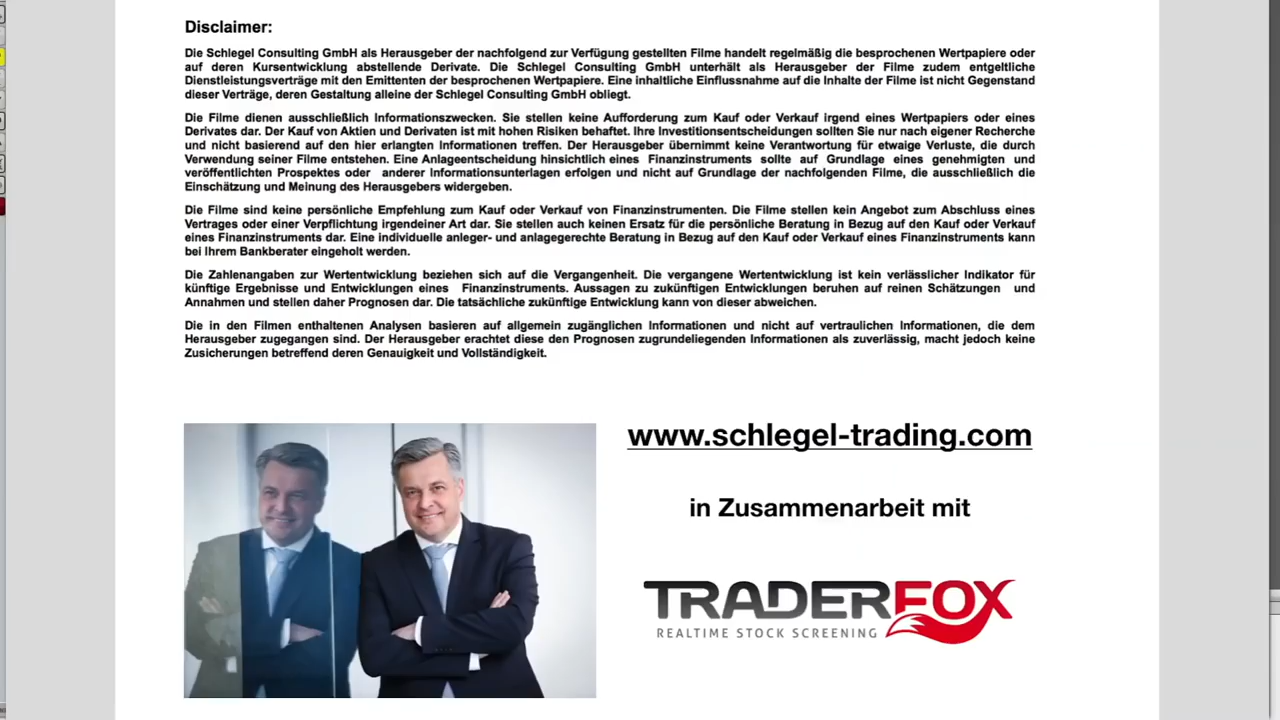 Disclaimer:
Die Schlegel Consulting GmbH als Herausgeber der nachfolgend zur Verfügung gestellten Filme handelt regelmäßig die besprochenen Wertpapiere oder
auf deren Kursentwicklung abstellende Derivate. Die Schlegel Consulting GmbH unterhält als Herausgeber der Filme zudem entgeltliche
Dienstleistungsverträge mit den Emittenten der besprochenen Wertpapiere. Eine inhaltliche Einflussnahme auf die Inhalte der Filme ist nicht Gegenstand
dieser Verträge, deren Gestaltung alleine der Schlegel Consulting GmbH obliegt.
Die Filme dienen ausschließlich Informationszwecken. Sie stellen keine Aufforderung zum Kauf oder Verkauf irgend eines Wertpapiers oder eines
Derivates dar. Der Kauf von Aktien und Derivaten ist mit hohen Risiken behaftet. Ihre Investitionsentscheidungen sollten Sie nur nach eigener Recherche
und nicht basierend auf den hier erlangten Informationen treffen. Der Herausgeber übernimmt keine Verantwortung für etwaige Verluste, die durch
Verwendung seiner Filme entstehen. Eine Anlageentscheidung hinsichtlich eines Finanzinstruments sollte auf Grundlage eines genehmigten und
veröffentlichten Prospektes oder anderer Informationsunterlagen erfolgen und nicht auf Grundlage der nachfolgenden Filme, die ausschließlich die
Einschätzung und Meinung des Herausgebers widergeben.
Die Filme sind keine persönliche Empfehlung zum Kauf oder Verkauf von Finanzinstrumenten. Die Filme stellen kein Angebot zum Abschluss eines
Vertrages oder einer Verpflichtung irgendeiner Art dar. Sie stellen auch keinen Ersatz für die persönliche Beratung in Bezug auf den Kauf oder Verkauf
eines Finanzinstruments dar. Eine individuelle anleger- und anlagegerechte Beratung in Bezug auf den Kauf oder Verkauf eines Finanzinstruments kann
bei Ihrem Bankberater eingeholt werden.
Die Zahlenangaben zur Wertentwicklung beziehen sich auf die Vergangenheit. Die vergangene Wertentwicklung ist kein verlässlicher Indikator für
künftige Ergebnisse und Entwicklungen eines Finanzinstruments. Aussagen zu zukünftigen Entwicklungen beruhen auf reinen Schätzungen und
Annahmen und stellen daher Prognosen dar. Die tatsächliche zukünftige Entwicklung kann von dieser abweichen.
Die in den Filmen enthaltenen Analysen basieren auf allgemein zugänglichen Informationen und nicht auf vertraulichen Informationen, die dem
Herausgeber zugegangen sind. Der Herausgeber erachtet diese den Prognosen zugrundeliegenden Informationen als zuverlässig, macht jedoch keine
Zusicherungen betreffend deren Genauigkeit und Vollständigkeit.
www.schlegel-trading.com
in Zusammenarbeit mit
TRADERFOX
REALTIME STOCK SCREENING